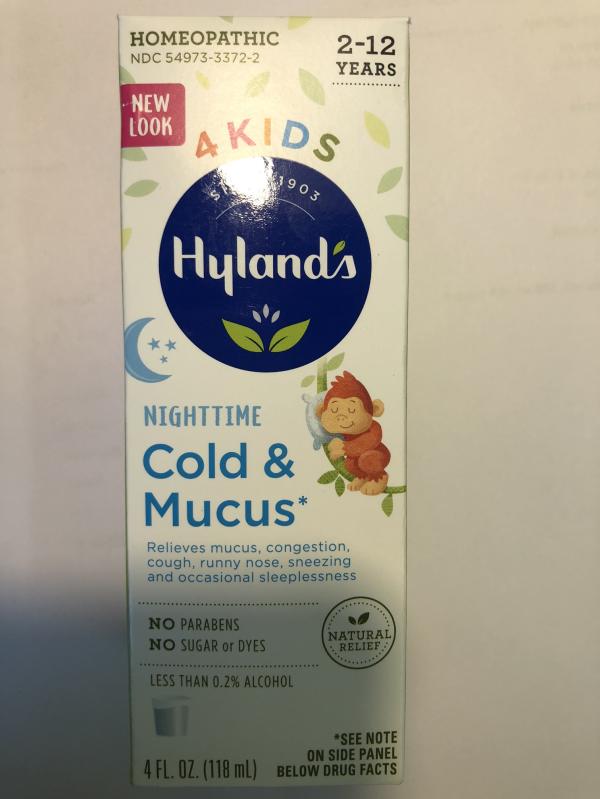 HOMEOPATHIC
NDC 54973-3372-2
2-12
YEARS
NEW
LOOK
4 KIDS
1903
Hyland's
NIGHTTIME
Cold &
Mucus*
Relieves mucus, congestion,
cough, runny nose, sneezing
and occasional sleeplessness
NO PARABENS
NO SUGAR or DYES
NATURAL
RELIEF
LESS THAN 0.2% ALCOHOL
*SEE NOTE
ON SIDE PANEL
BELOW DRUG FACTS
4 FL. OZ. (118 mL)